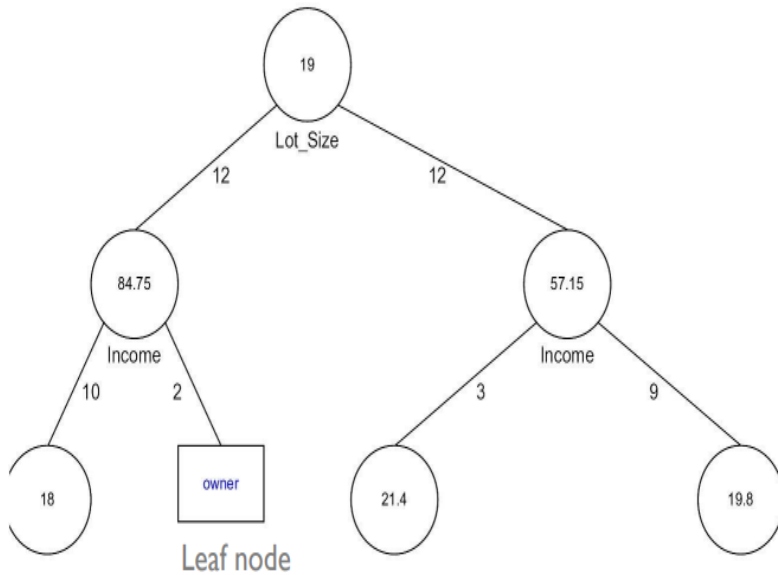 19
Lot_Size
12
12
84.75
57.15
Income
Income
10
2
3
9
18
owner
21.4
19.8
Leaf node